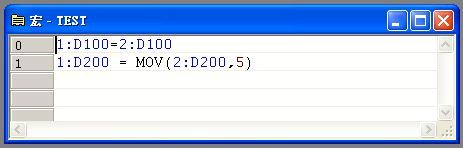 宏 - TEST
0 1:D100=2:D100
1 1:D200 = MOV(2:D200,5)